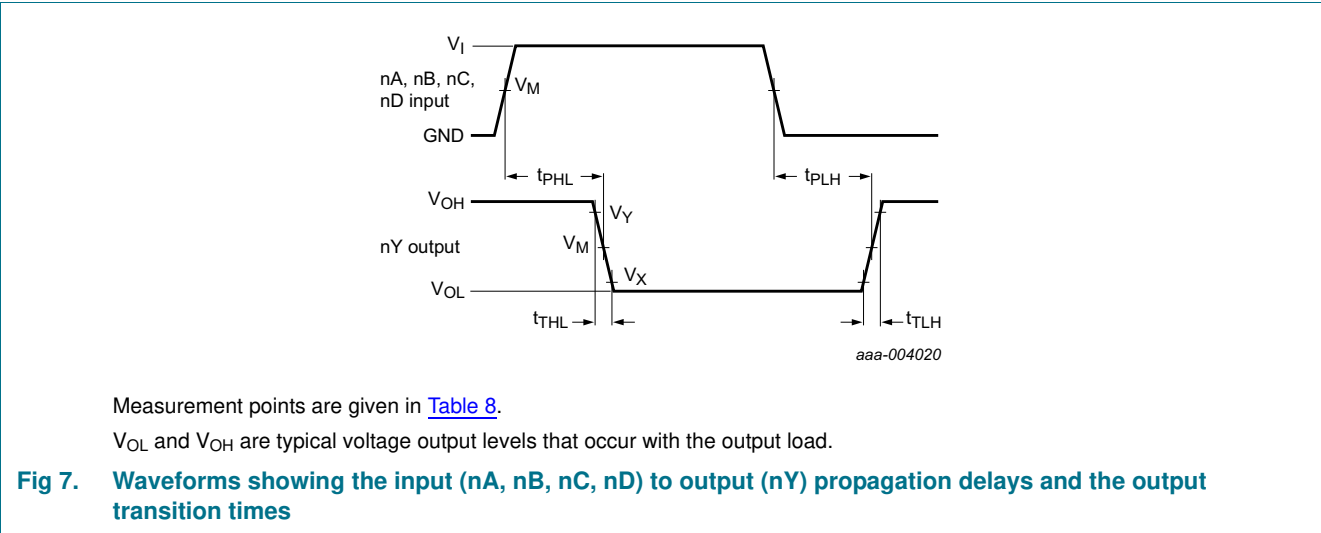 VI
nA, nB, nC,
nD input
VM
GND
tPHL
tPLH
VOH
VY
nY output
VM
VX
VOL
tTHL
tTLH
aaa-004020
Measurement points are given in Table 8.
VOL and VOH are typical voltage output levels that occur with the output load.
Fig 7. Waveforms showing the input (nA, nB, nC, nD) to output (nY) propagation delays and the output
transition times